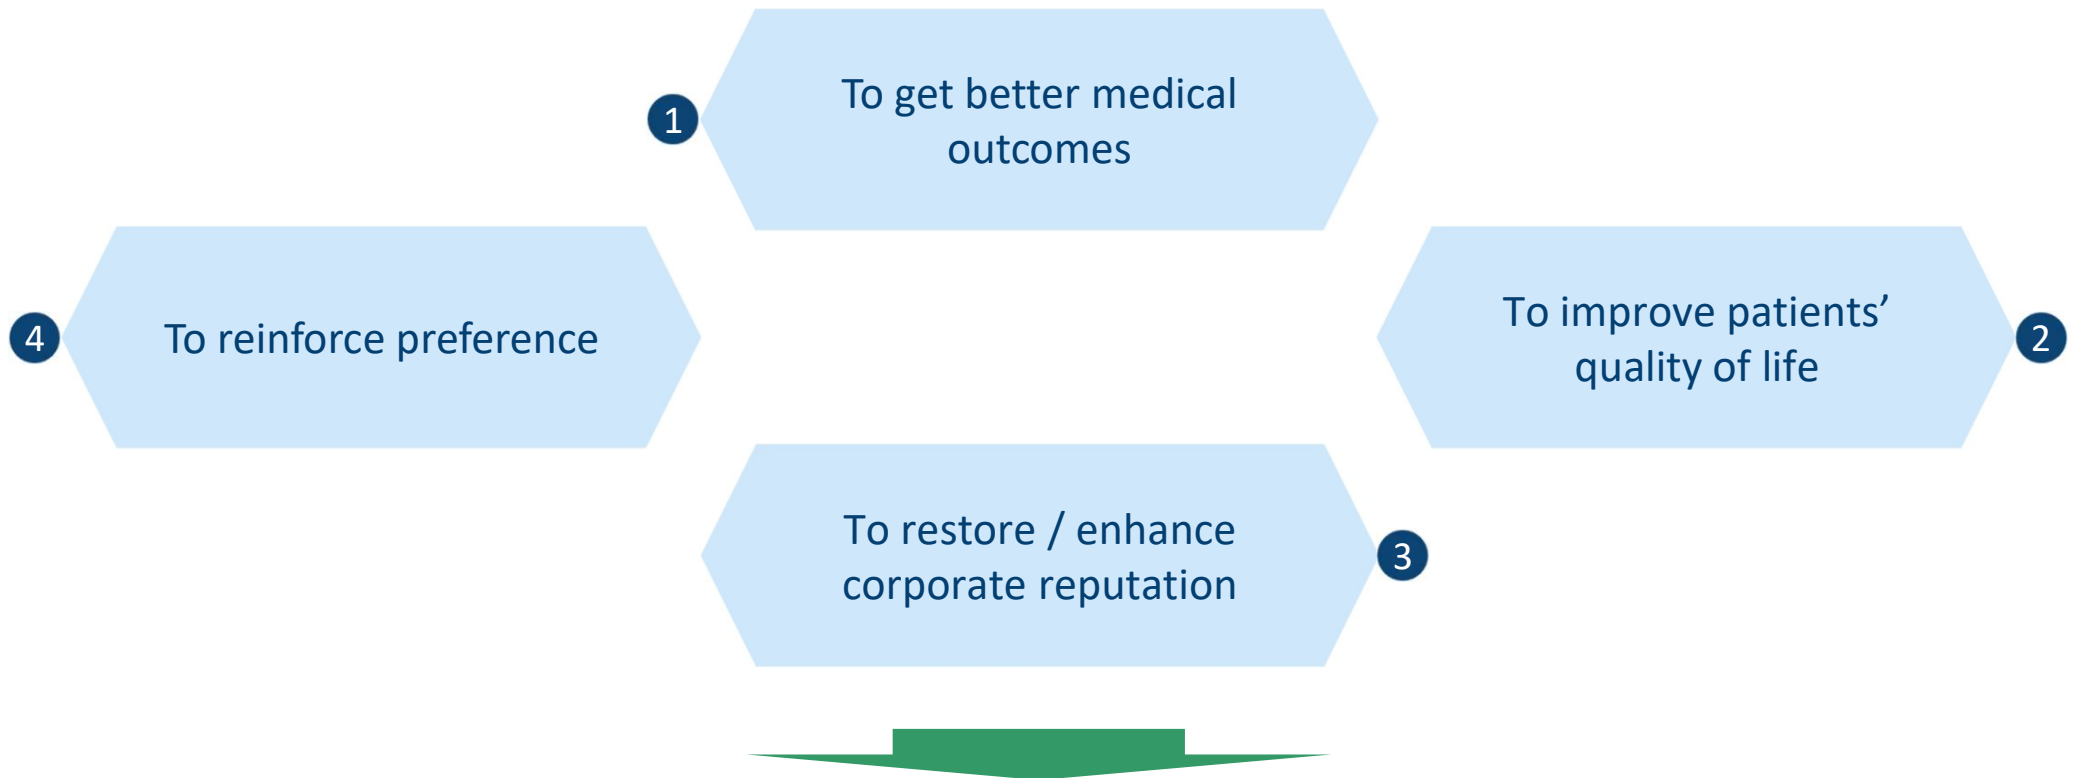 1
To get better medical
outcomes
To improve patients’
quality of life
2
To restore / enhance
corporate reputation
3
4
To reinforce preference